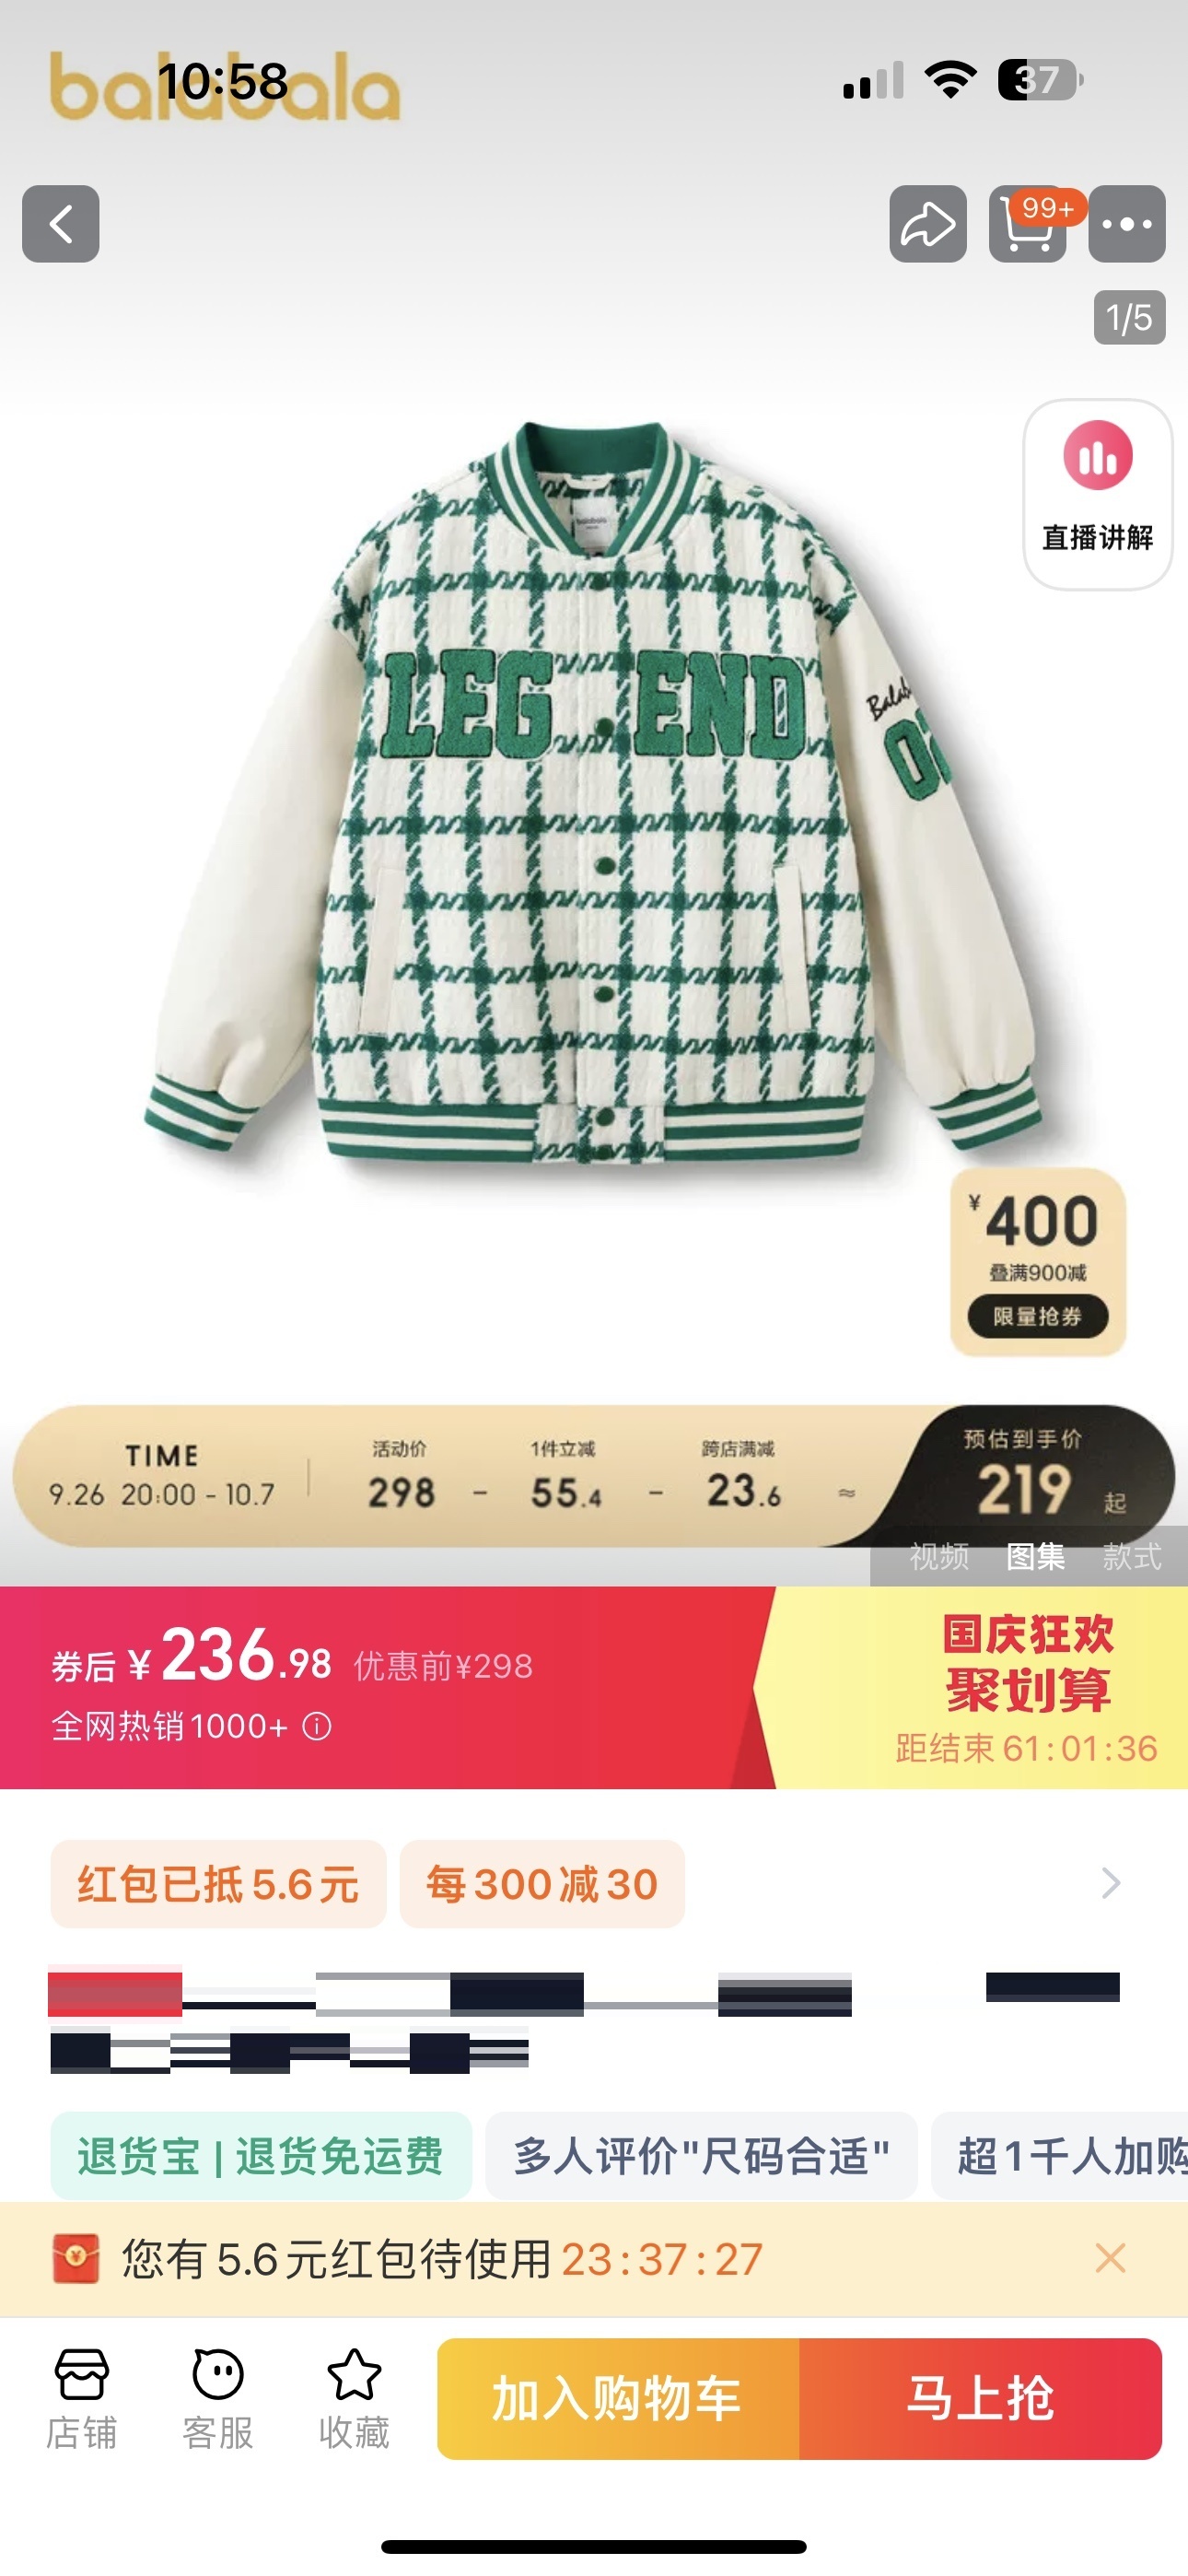 balabala
10:58
37
99+
1/5
直播讲解
balabala
LEG END
¥400
叠满900减
限量抢券
TIME
9.26 20:00 - 10.7
活动价
298
-
1件立减
55.4
-
跨店满减
23.6
≈
预估到手价
219 起
视频 图集 款式
券后 ¥236.98 优惠前¥298
全网热销1000+
国庆狂欢
聚划算
距结束 61:01:36
红包已抵5.6元 每300减30
退货宝 | 退货免运费 多人评价"尺码合适" 超1千人加购
您有5.6元红包待使用 23:37:27
店铺 客服 收藏 加入购物车 马上抢